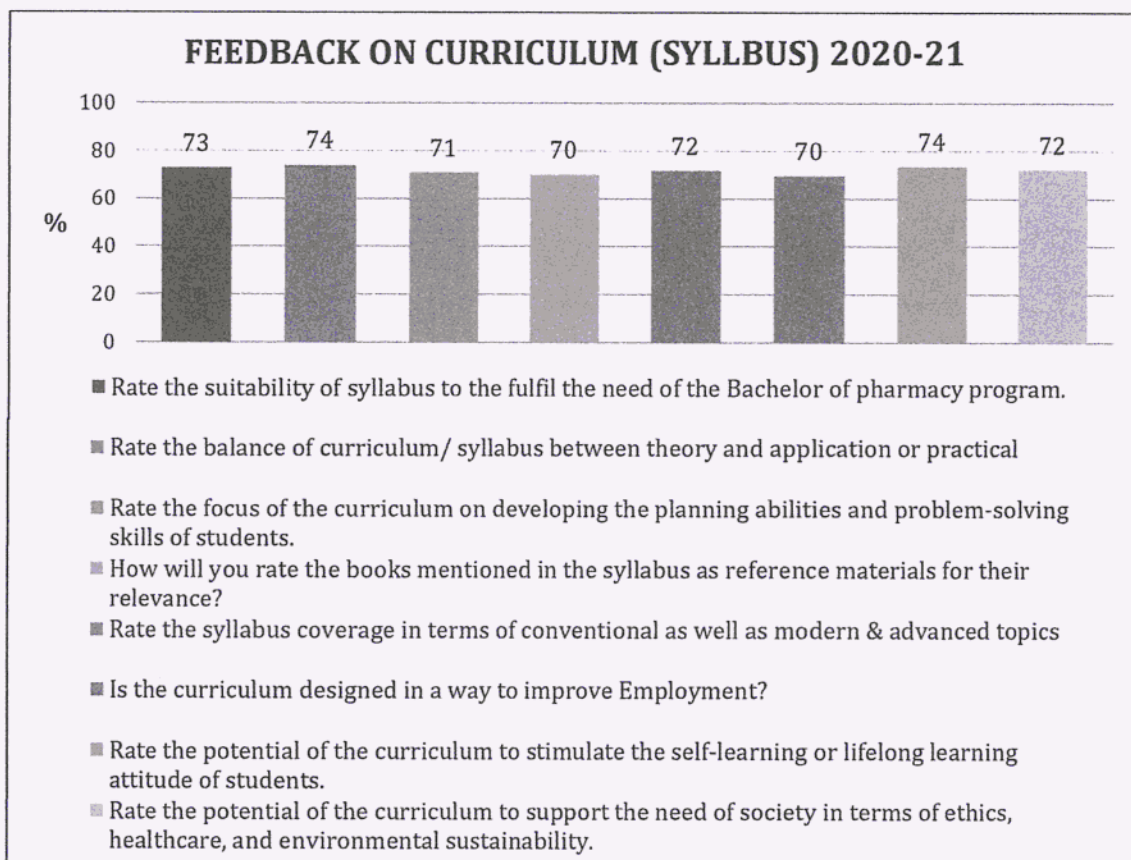 FEEDBACK ON CURRICULUM (SYLLBUS) 2020-21
100
80
60
40
20
0
%
73 74 71 70 72 70 74 72
Rate the suitability of syllabus to the fulfil the need of the Bachelor of pharmacy program.
Rate the balance of curriculum/ syllabus between theory and application or practical
Rate the focus of the curriculum on developing the planning abilities and problem-solving
skills of students.
How will you rate the books mentioned in the syllabus as reference materials for their
relevance?
Rate the syllabus coverage in terms of conventional as well as modern & advanced topics
Is the curriculum designed in a way to improve Employment?
Rate the potential of the curriculum to stimulate the self-learning or lifelong learning
attitude of students.
Rate the potential of the curriculum to support the need of society in terms of ethics,
healthcare, and environmental sustainability.